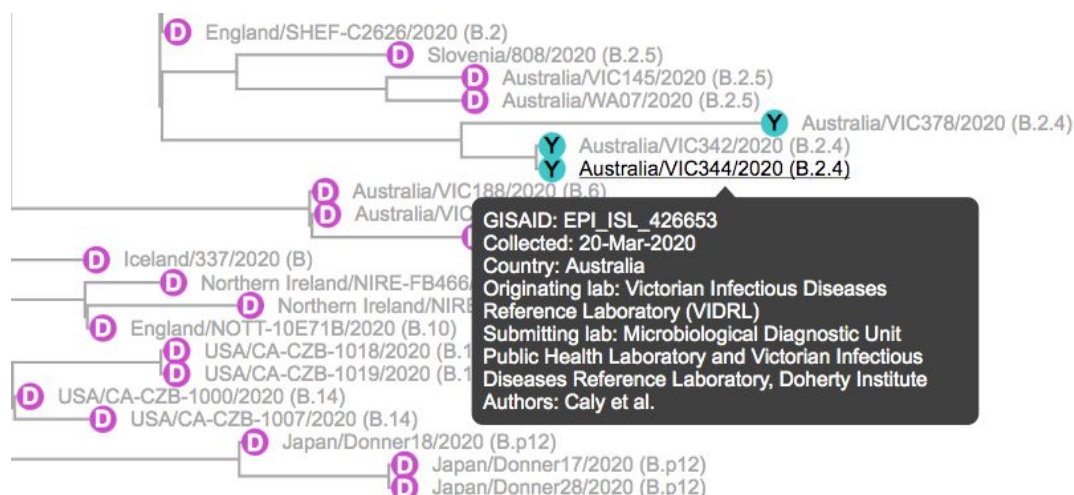 D England/SHEF-C2626/2020 (B.2)
D Slovenia/808/2020 (B.2.5)
D Australia/VIC145/2020 (B.2.5)
D Australia/WA07/2020 (B.2.5)
Y Australia/VIC378/2020 (B.2.4)
Y Australia/VIC342/2020 (B.2.4)
Y Australia/VIC344/2020 (B.2.4)
D Australia/VIC188/2020 (B.6)
D Australia/VIC
GISAID: EPI_ISL_426653
Collected: 20-Mar-2020
Country: Australia
Originating lab: Victorian Infectious Diseases
Reference Laboratory (VIDRL)
Submitting lab: Microbiological Diagnostic Unit
Public Health Laboratory and Victorian Infectious
Diseases Reference Laboratory, Doherty Institute
Authors: Caly et al.
D Iceland/337/2020 (B)
D Northern Ireland/NIRE-FB466/
D Northern Ireland/NIRE
D England/NOTT-10E71B/2020 (B.10)
D USA/CA-CZB-1018/2020 (B.1
D USA/CA-CZB-1019/2020 (B.1
D USA/CA-CZB-1000/2020 (B.14)
D USA/CA-CZB-1007/2020 (B.14)
D Japan/Donner18/2020 (B.p12)
D Japan/Donner17/2020 (B.p12)
D Japan/Donner28/2020 (B.p12)